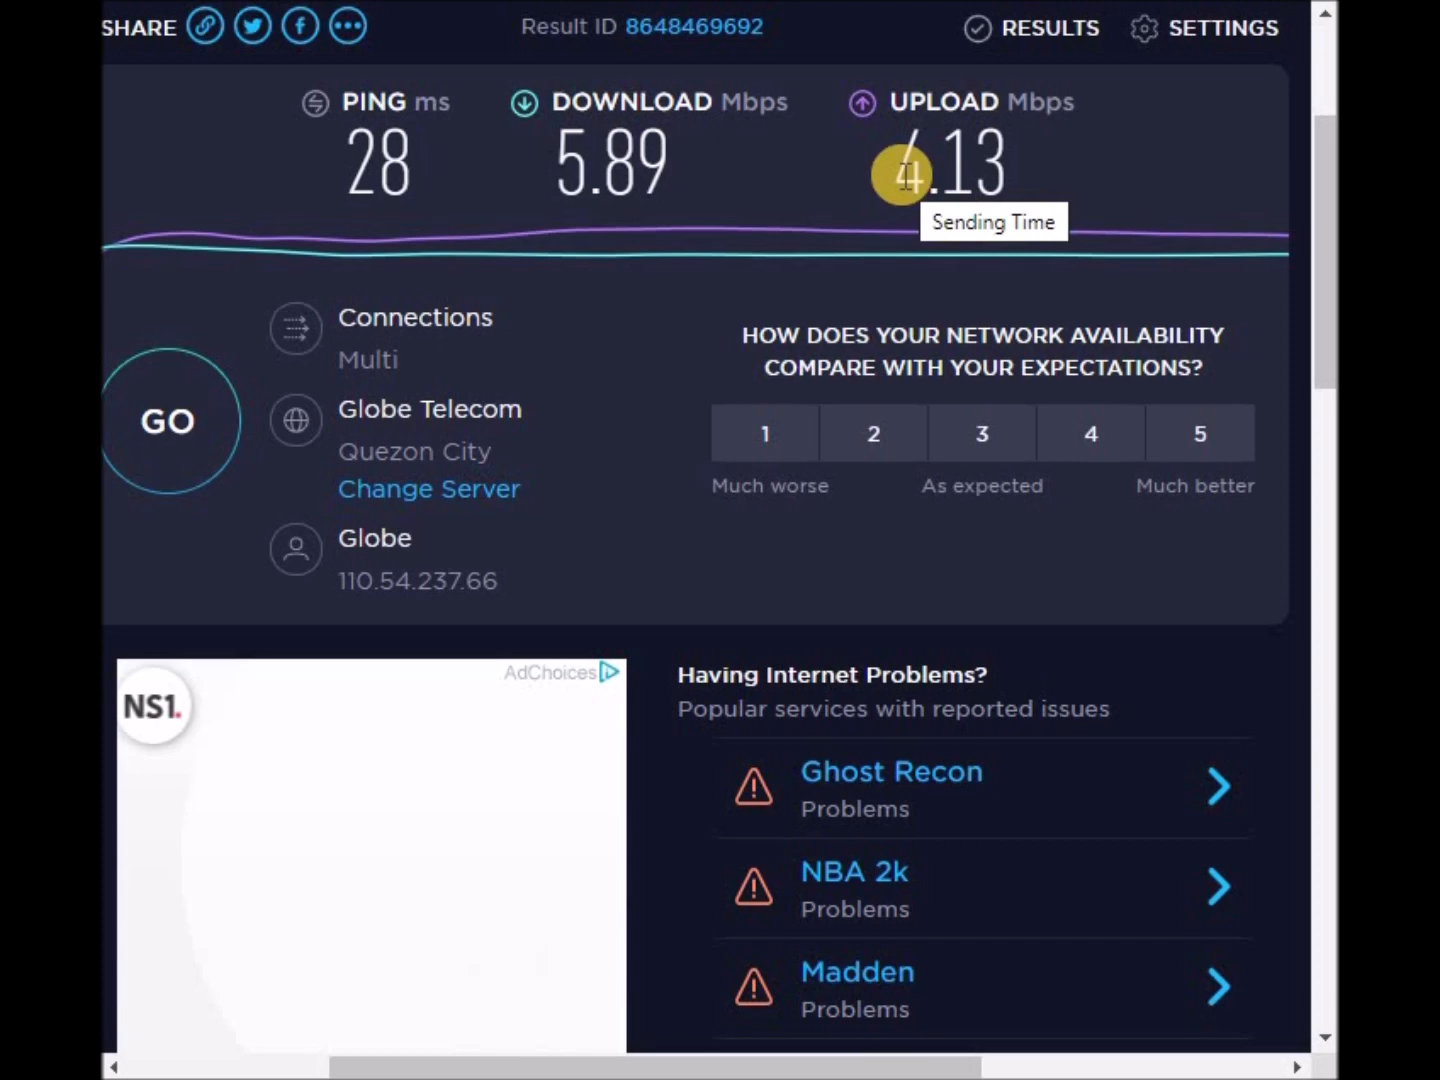 SHARE
Result ID 8648469692
RESULTS
SETTINGS
PING ms
DOWNLOAD Mbps
UPLOAD Mbps
28
5.89
4.13
Sending Time
Connections
Multi
GO
Globe Telecom
Quezon City
Change Server
Globe
110.54.237.66
HOW DOES YOUR NETWORK AVAILABILITY
COMPARE WITH YOUR EXPECTATIONS?
1 2 3 4 5
Much worse As expected Much better
AdChoices
NS1.
Having Internet Problems?
Popular services with reported issues
Ghost Recon
Problems
NBA 2k
Problems
Madden
Problems